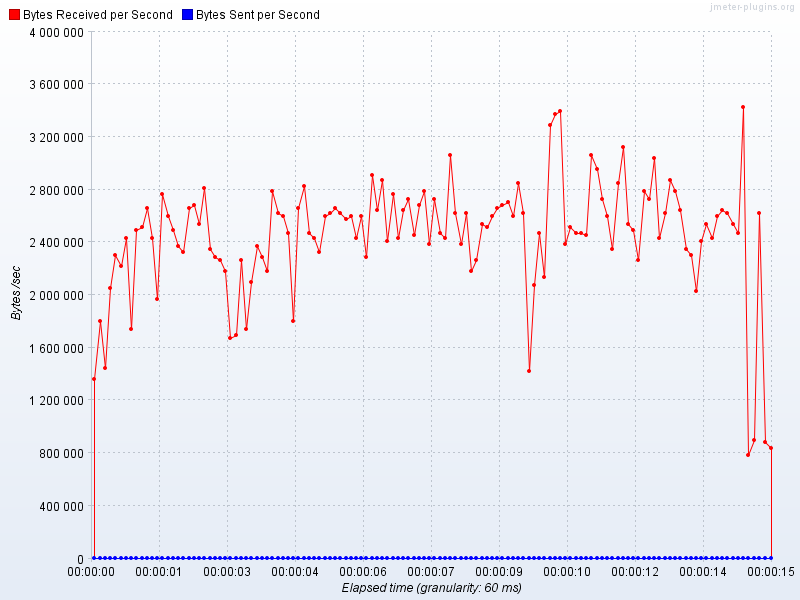 jmeter-plugins.org
Bytes Received per Second Bytes Sent per Second
4 000 000
3 600 000
3 200 000
2 800 000
2 400 000
2 000 000
1 600 000
1 200 000
800 000
400 000
0
Bytes /sec
00:00:00 00:00:01 00:00:03 00:00:04 00:00:06 00:00:07 00:00:09 00:00:10 00:00:12 00:00:14 00:00:15
Elapsed time (granularity: 60 ms)